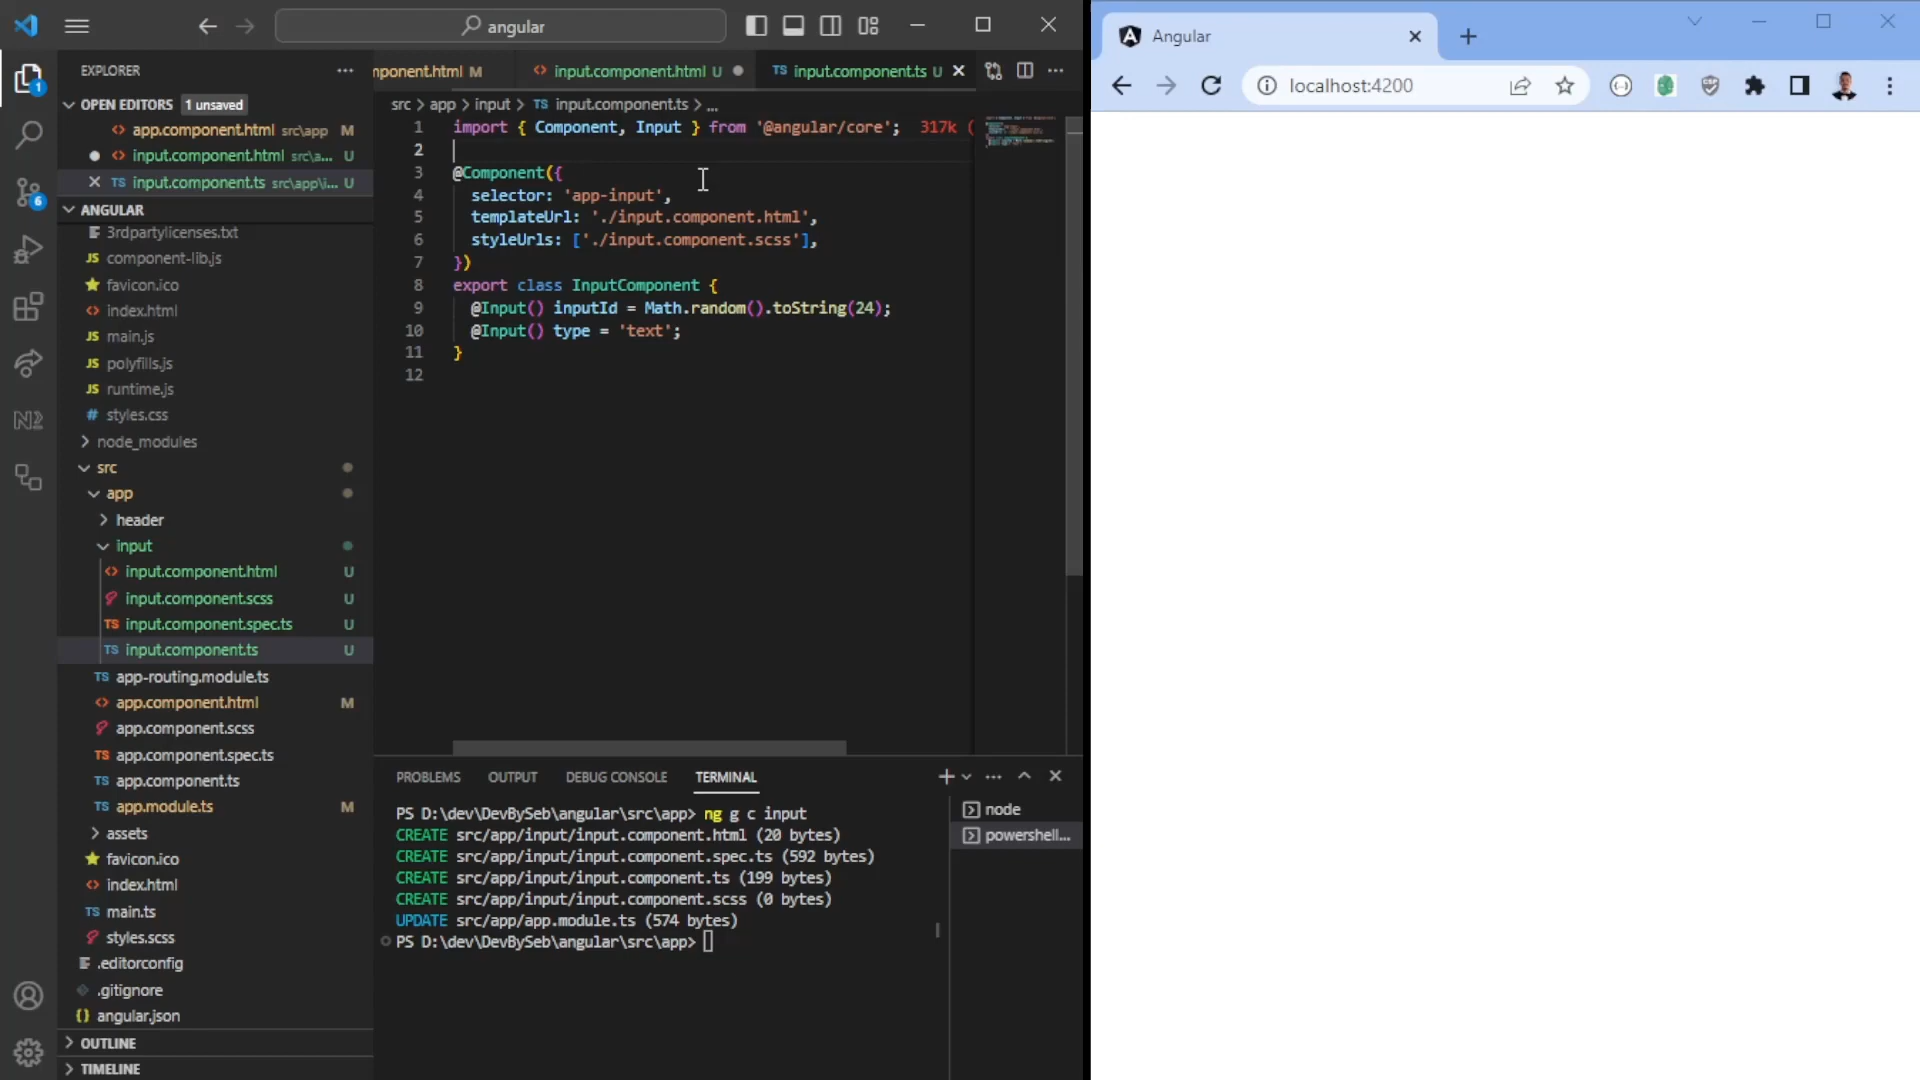 angular
EXPLORER
OPEN EDITORS 1 unsaved
app.component.html src\app M
input.component.html src\a... U
input.component.ts src\app\i... U
ANGULAR
3rdpartylicenses.txt
component-lib.js
favicon.ico
index.html
main.js
polyfills.js
runtime.js
styles.css
node_modules
src
app
header
input
input.component.html U
input.component.scss U
input.component.spec.ts U
input.component.ts U
app-routing.module.ts
app.component.html M
app.component.scss
app.component.spec.ts
app.component.ts
app.module.ts M
assets
favicon.ico
index.html
main.ts
styles.scss
.editorconfig
.gitignore
angular.json
OUTLINE
TIMELINE
ponent.html M input.component.html U TS input.component.ts U
src > app > input > TS input.component.ts > ...
1 import { Component, Input } from '@angular/core'; 317k (
2
3 @Component({
4 selector: 'app-input',
5 templateUrl: './input.component.html',
6 styleUrls: ['./input.component.scss'],
7 })
8 export class InputComponent {
9 @Input() inputId = Math.random().toString(24);
10 @Input() type = 'text';
11 }
12
PROBLEMS OUTPUT DEBUG CONSOLE TERMINAL
PS D:\dev\DevBySeb\angular\src\app> ng g c input
CREATE src/app/input/input.component.html (20 bytes)
CREATE src/app/input/input.component.spec.ts (592 bytes)
CREATE src/app/input/input.component.ts (199 bytes)
CREATE src/app/input/input.component.scss (0 bytes)
UPDATE src/app/app.module.ts (574 bytes)
PS D:\dev\DevBySeb\angular\src\app>
node
powershell...
Angular
localhost:4200